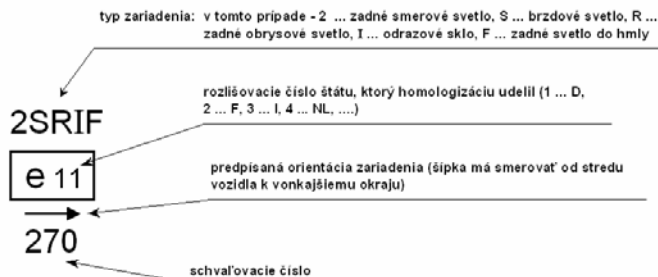 typ zariadenia: v tomto prípade - 2 ... zadné smerové svetlo, S ... brzdové svetlo, R ...
zadné obrysové svetlo, I ... odrazové sklo, F ... zadné svetlo do hmly
rozlišovacie číslo štátu, ktorý homologizáciu udelil (1 ... D,
2 ... F, 3 ... I, 4 ... NL, ....)
2SRIF
e 11
predpísaná orientácia zariadenia (šípka má smerovať od stredu
vozidla k vonkajšiemu okraju)
270
schvaľovacie číslo